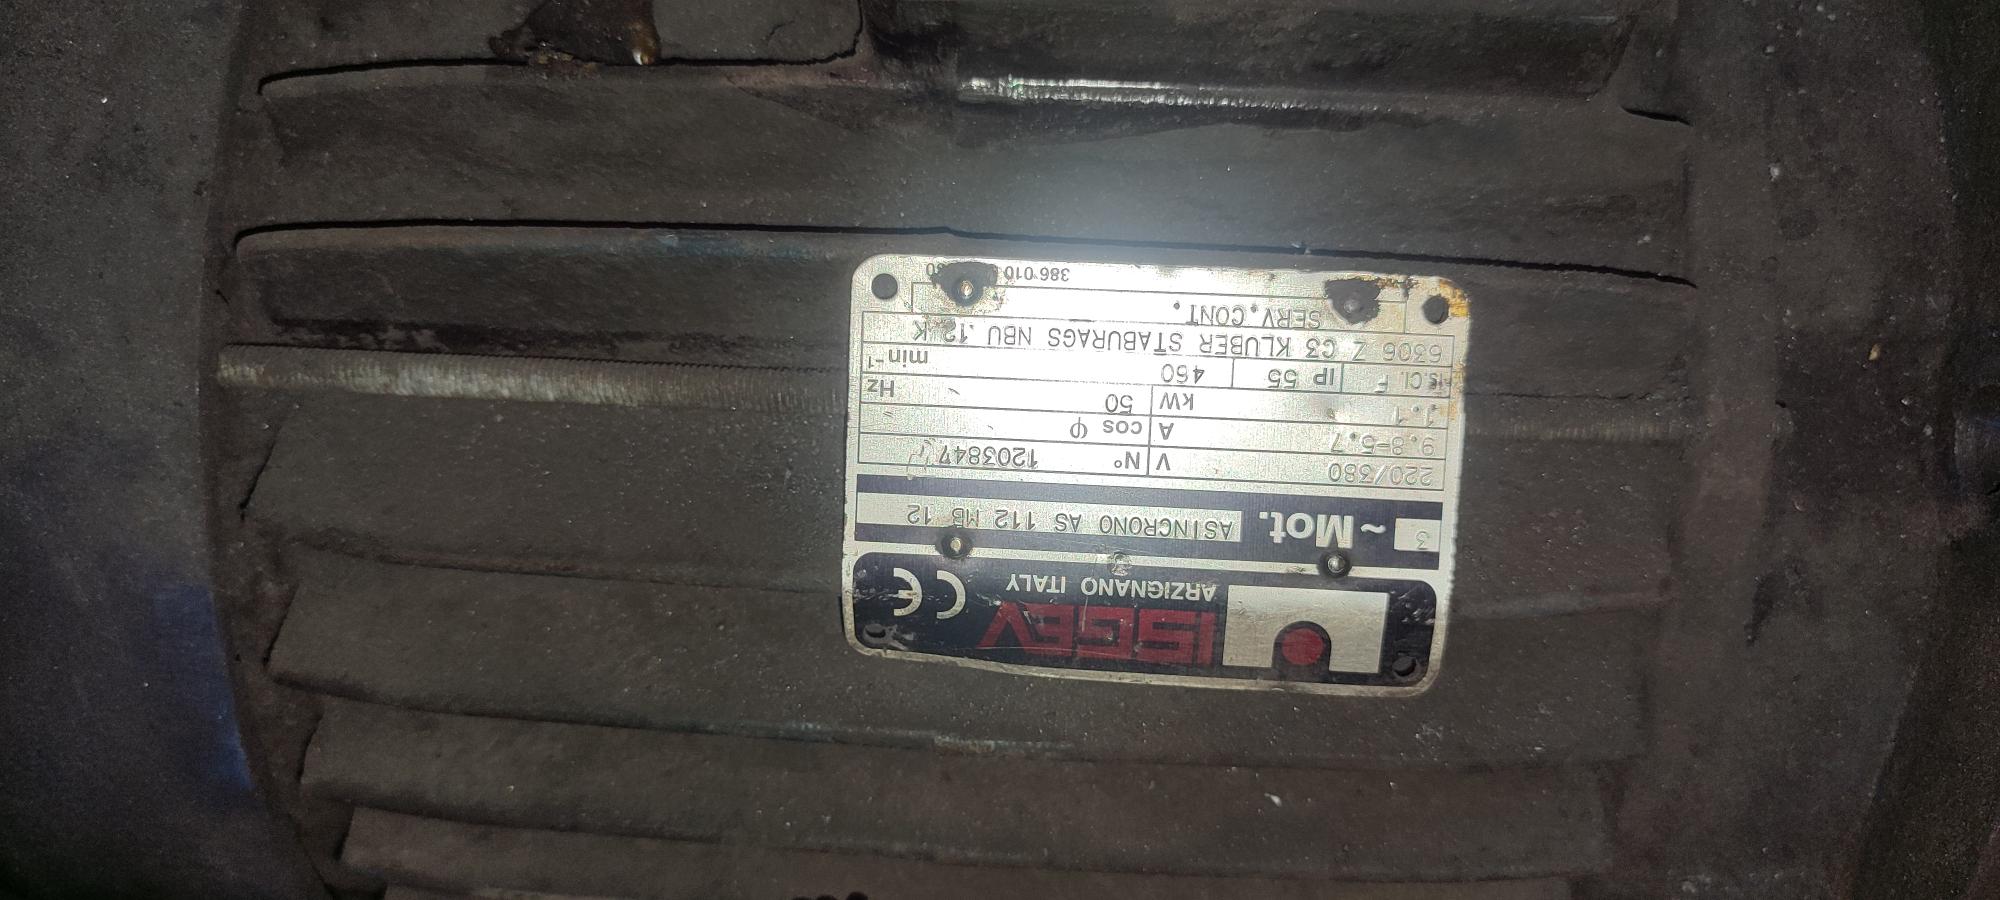 ISGEV
ARZIGNANO ITALY CE
3 ~ Mot. ASINCRONO AS 112 MB 12
220/380 V N° 1203847
9.8-5.7 A cos φ
1.1 kW 50 Hz
Is.Cl. F IP 55 460 min-1
6306 Z C3 KLUBER STABURAGS NBU 12 K
SERV.CONT.
386 010